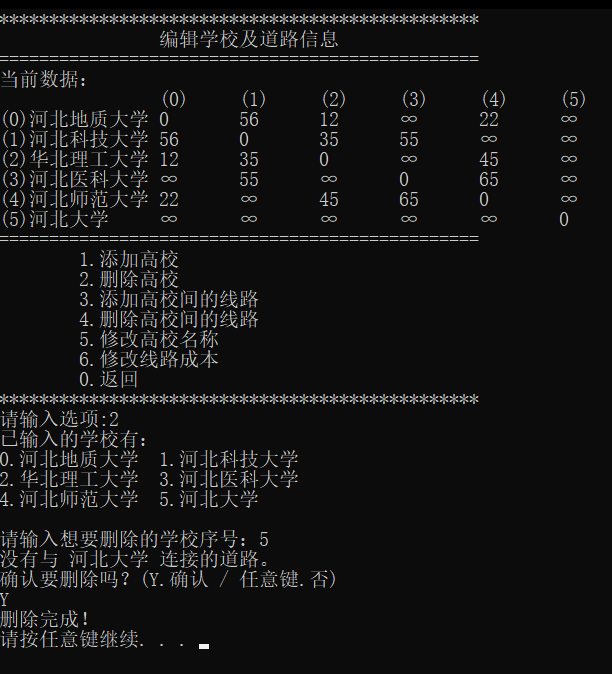 ************************************************
编辑学校及道路信息
================================================
当前数据:
(0) (1) (2) (3) (4) (5)
(0)河北地质大学 0 56 12 ∞ 22 ∞
(1)河北科技大学 56 0 35 55 ∞ ∞
(2)华北理工大学 12 35 0 ∞ 45 ∞
(3)河北医科大学 ∞ 55 ∞ 0 65 ∞
(4)河北师范大学 22 ∞ 45 65 0 ∞
(5)河北大学 ∞ ∞ ∞ ∞ ∞ 0
================================================
1.添加高校
2.删除高校
3.添加高校间的线路
4.删除高校间的线路
5.修改高校名称
6.修改线路成本
0.返回
************************************************
请输入选项:2
已输入的学校有:
0.河北地质大学 1.河北科技大学
2.华北理工大学 3.河北医科大学
4.河北师范大学 5.河北大学
请输入想要删除的学校序号: 5
没有与 河北大学 连接的道路。
确认要删除吗? (Y.确认 / 任意键.否)
Y
删除完成!
请按任意键继续. . .